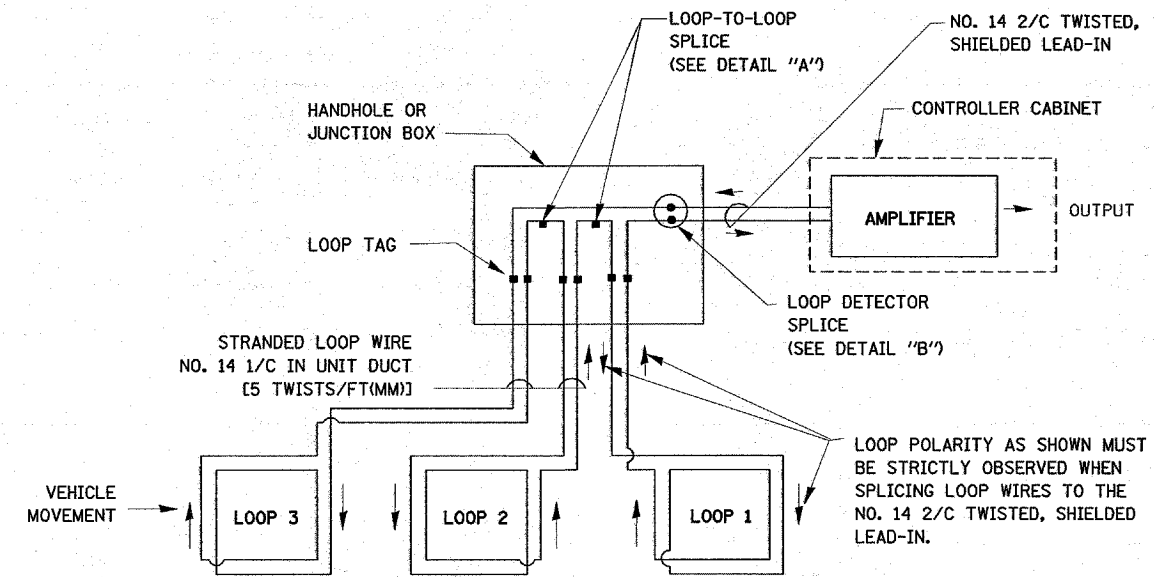 LOOP-TO-LOOP
SPLICE
(SEE DETAIL "A")
NO. 14 2/C TWISTED,
SHIELDED LEAD-IN
HANDHOLE OR
JUNCTION BOX
CONTROLLER CABINET
AMPLIFIER
OUTPUT
LOOP TAG
LOOP DETECTOR
SPLICE
(SEE DETAIL "B")
STRANDED LOOP WIRE
NO. 14 1/C IN UNIT DUCT
[5 TWISTS/FT(MM)]
LOOP POLARITY AS SHOWN MUST
BE STRICTLY OBSERVED WHEN
SPLICING LOOP WIRES TO THE
NO. 14 2/C TWISTED, SHIELDED
LEAD-IN.
VEHICLE
MOVEMENT
LOOP 3
LOOP 2
LOOP 1